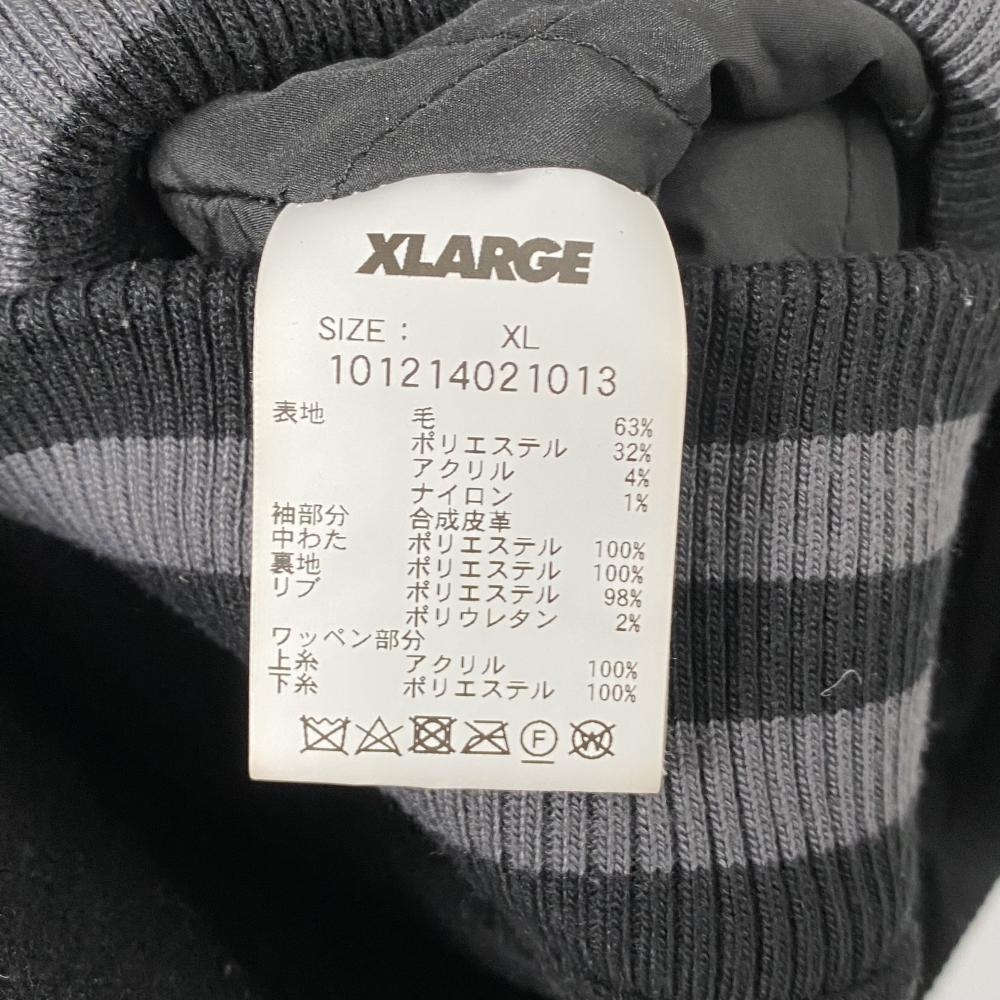 XLARGE
SIZE : XL
101214021013
表地 毛 63%
ポリエステル 32%
アクリル 4%
ナイロン 1%
袖部分 合成皮革
中わた ポリエステル 100%
裏地 ポリエステル 100%
リブ ポリエステル 98%
ポリウレタン 2%
ワッペン部分
上糸 アクリル 100%
下糸 ポリエステル 100%
F W